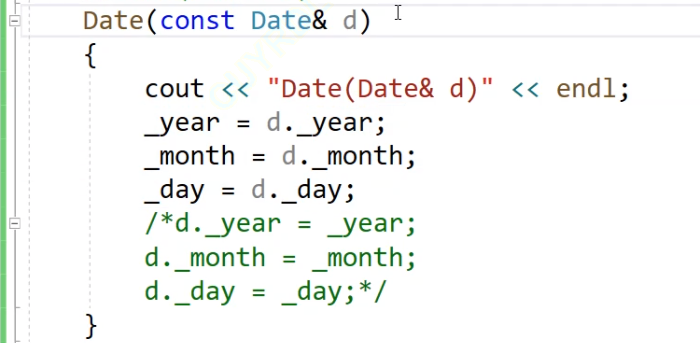 Date(const Date& d)
{
cout << "Date(Date& d)" << endl;
_year = d._year;
_month = d._month;
_day = d._day;
/*d._year = _year;
d._month = _month;
d._day = _day;*/
}